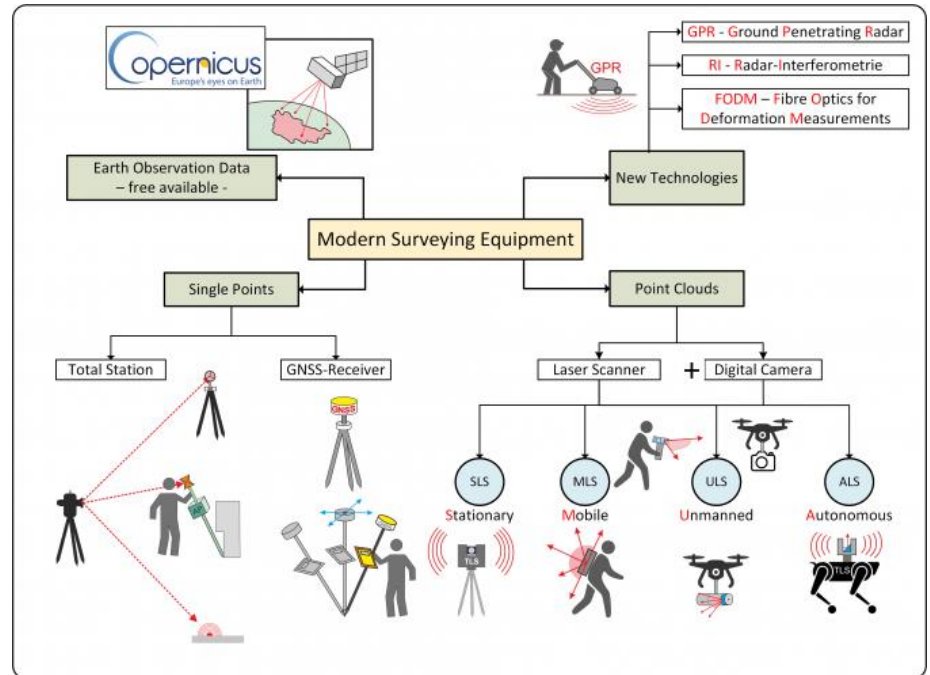 Copernicus
Europe's eyes on Earth
GPR
GPR - Ground Penetrating Radar
RI - Radar-Interferometrie
FODM – Fibre Optics for
Deformation Measurements
Earth Observation Data
– free available -
New Technologies
Modern Surveying Equipment
Single Points
Point Clouds
Total Station
GNSS-Receiver
Laser Scanner
+
Digital Camera
GNSS
SLS
MLS
ULS
ALS
Stationary
Mobile
Unmanned
Autonomous
TLS
TLS